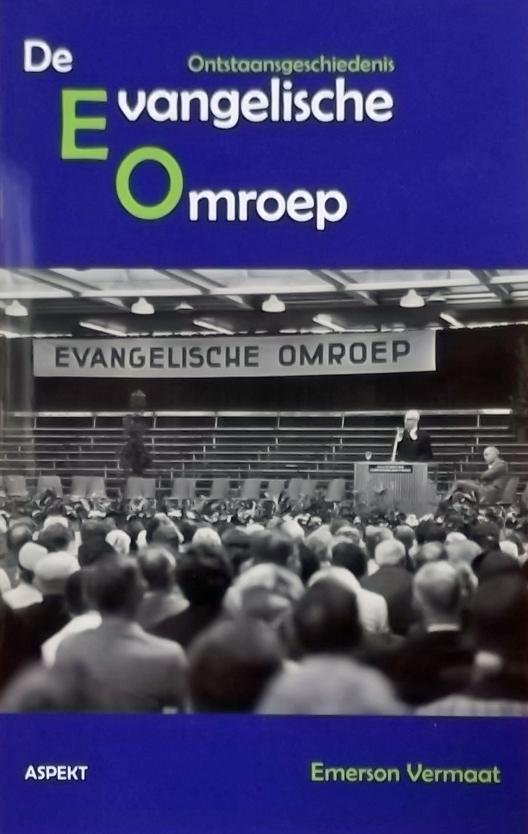 De
Ontstaansgeschiedenis
Evangelische
Omroep
EVANGELISCHE OMROEP
ASPEKT
Emerson Vermaat